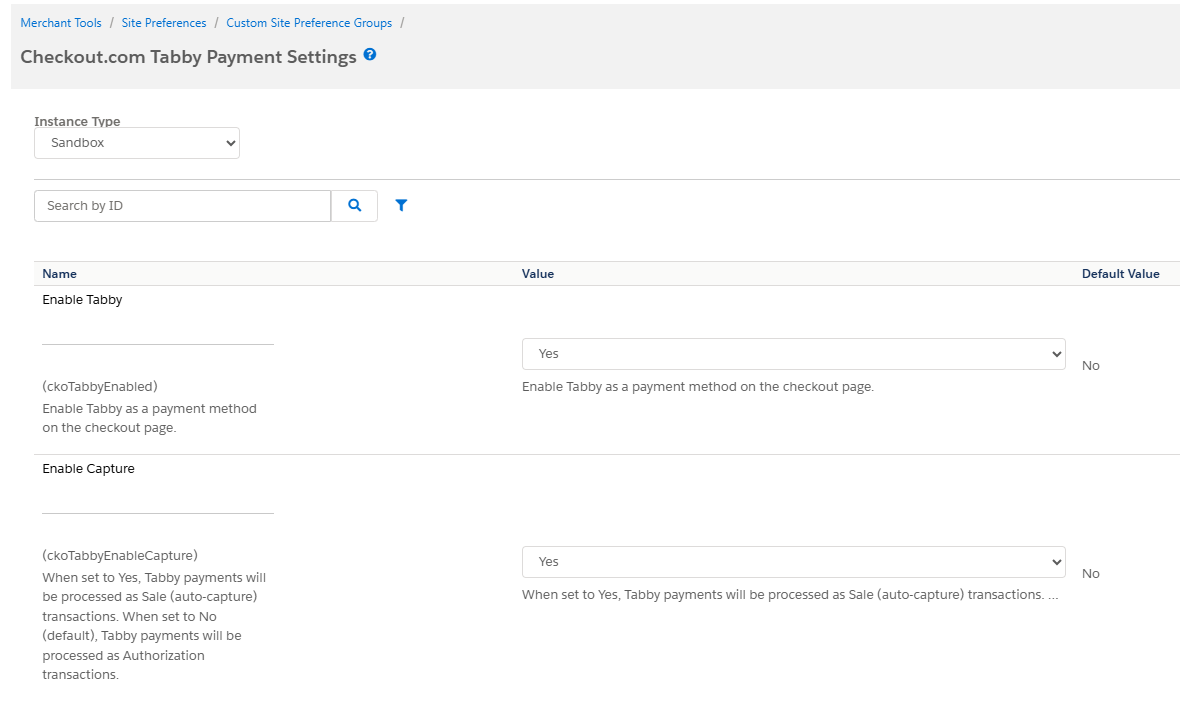 Merchant Tools / Site Preferences / Custom Site Preference Groups /
Checkout.com Tabby Payment Settings ?
Instance Type
Sandbox
Search by ID
Name Value Default Value
Enable Tabby
Yes
No
(ckoTabbyEnabled)
Enable Tabby as a payment method on the checkout page.
Enable Tabby as a payment method
on the checkout page.
Enable Capture
Yes
No
(ckoTabbyEnableCapture)
When set to Yes, Tabby payments will
be processed as Sale (auto-capture)
transactions. When set to No
(default), Tabby payments will be
processed as Authorization
transactions.
When set to Yes, Tabby payments will be processed as Sale (auto-capture) transactions. ...